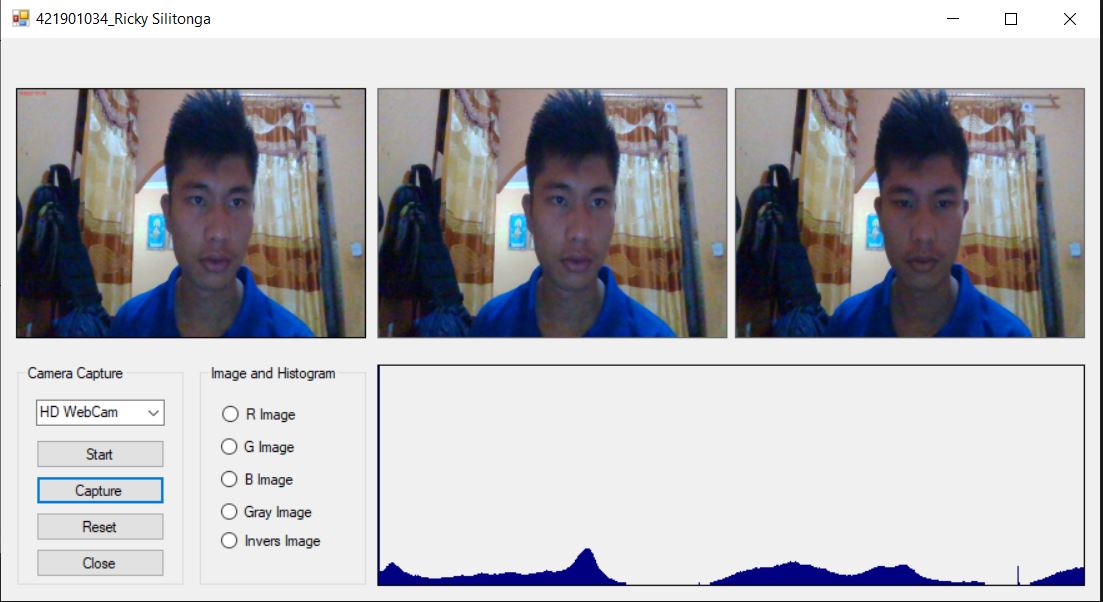 421901034_Ricky Silitonga
Camera Capture
HD WebCam
Start
Capture
Reset
Close
Image and Histogram
R Image
G Image
B Image
Gray Image
Invers Image